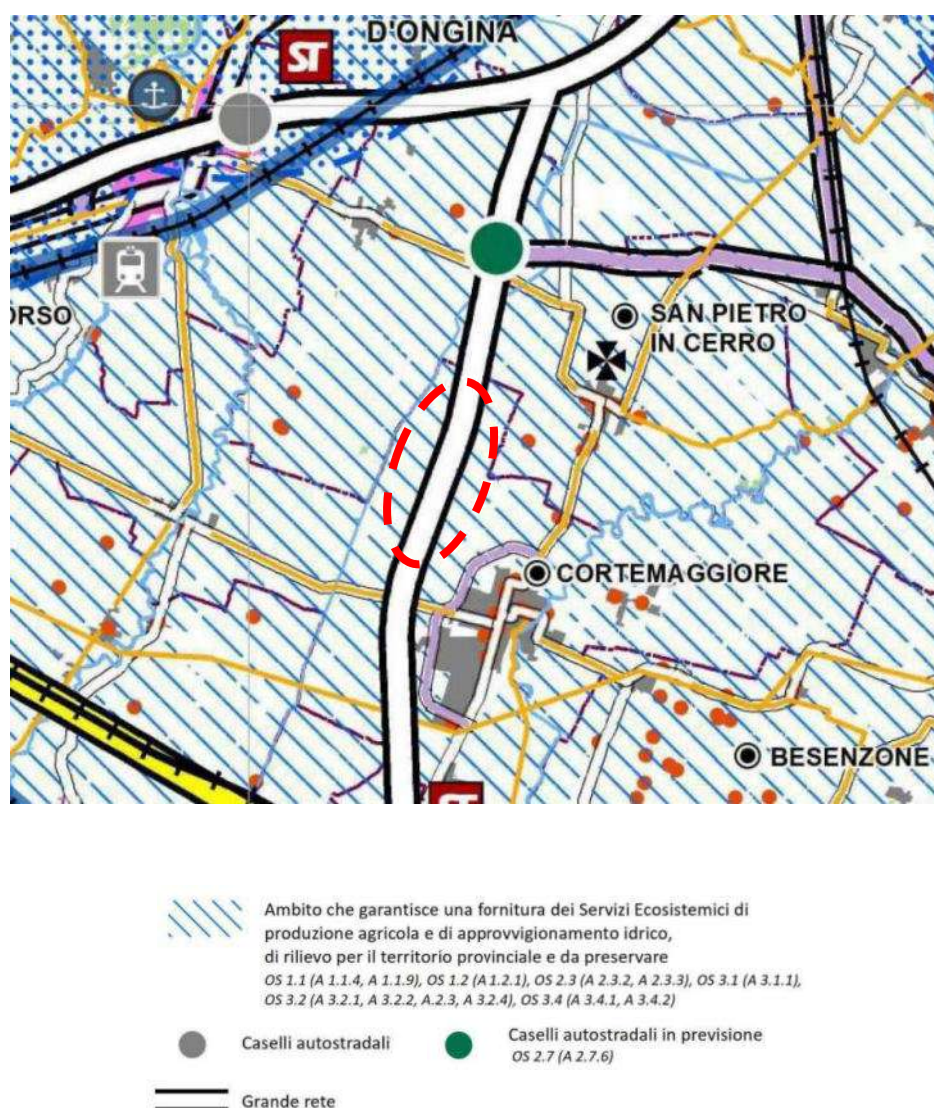 D'ONGINA
ST
ORSO
SAN PIETRO
IN CERRO
CORTEMAGGIORE
BESENZONE
ST
Ambito che garantisce una fornitura dei Servizi Ecosistemici di
produzione agricola e di approvvigionamento idrico,
di rilievo per il territorio provinciale e da preservare
OS 1.1 (A 1.1.4, A 1.1.9), OS 1.2 (A 1.2.1), OS 2.3 (A 2.3.2, A 2.3.3), OS 3.1 (A 3.1.1),
OS 3.2 (A 3.2.1, A 3.2.2, A.2.3, A 3.2.4), OS 3.4 (A 3.4.1, A 3.4.2)
Caselli autostradali
Caselli autostradali in previsione
OS 2.7 (A 2.7.6)
Grande rete